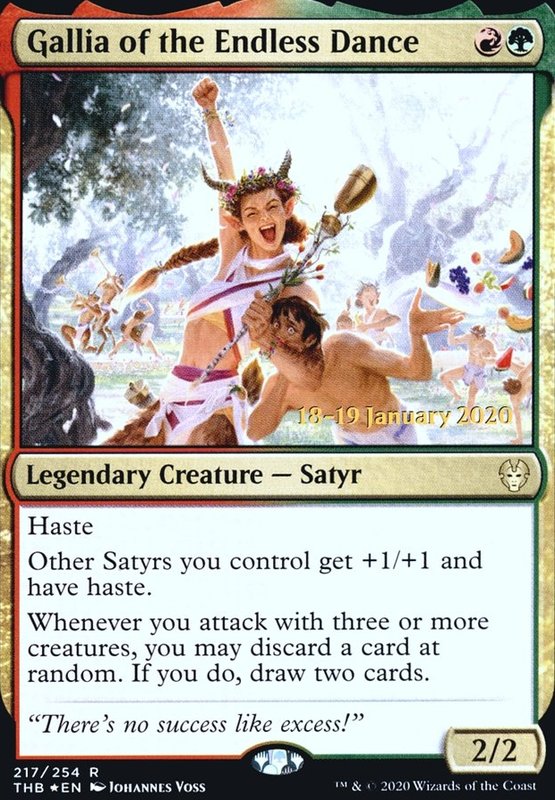 Gallia of the Endless Dance
18–19 January 2020
Legendary Creature — Satyr
Haste
Other Satyrs you control get +1/+1 and
have haste.
Whenever you attack with three or more
creatures, you may discard a card at
random. If you do, draw two cards.
“There’s no success like excess!”
2/2
217/254 R
THB ★ EN Johannes Voss
™ & © 2020 Wizards of the Coast